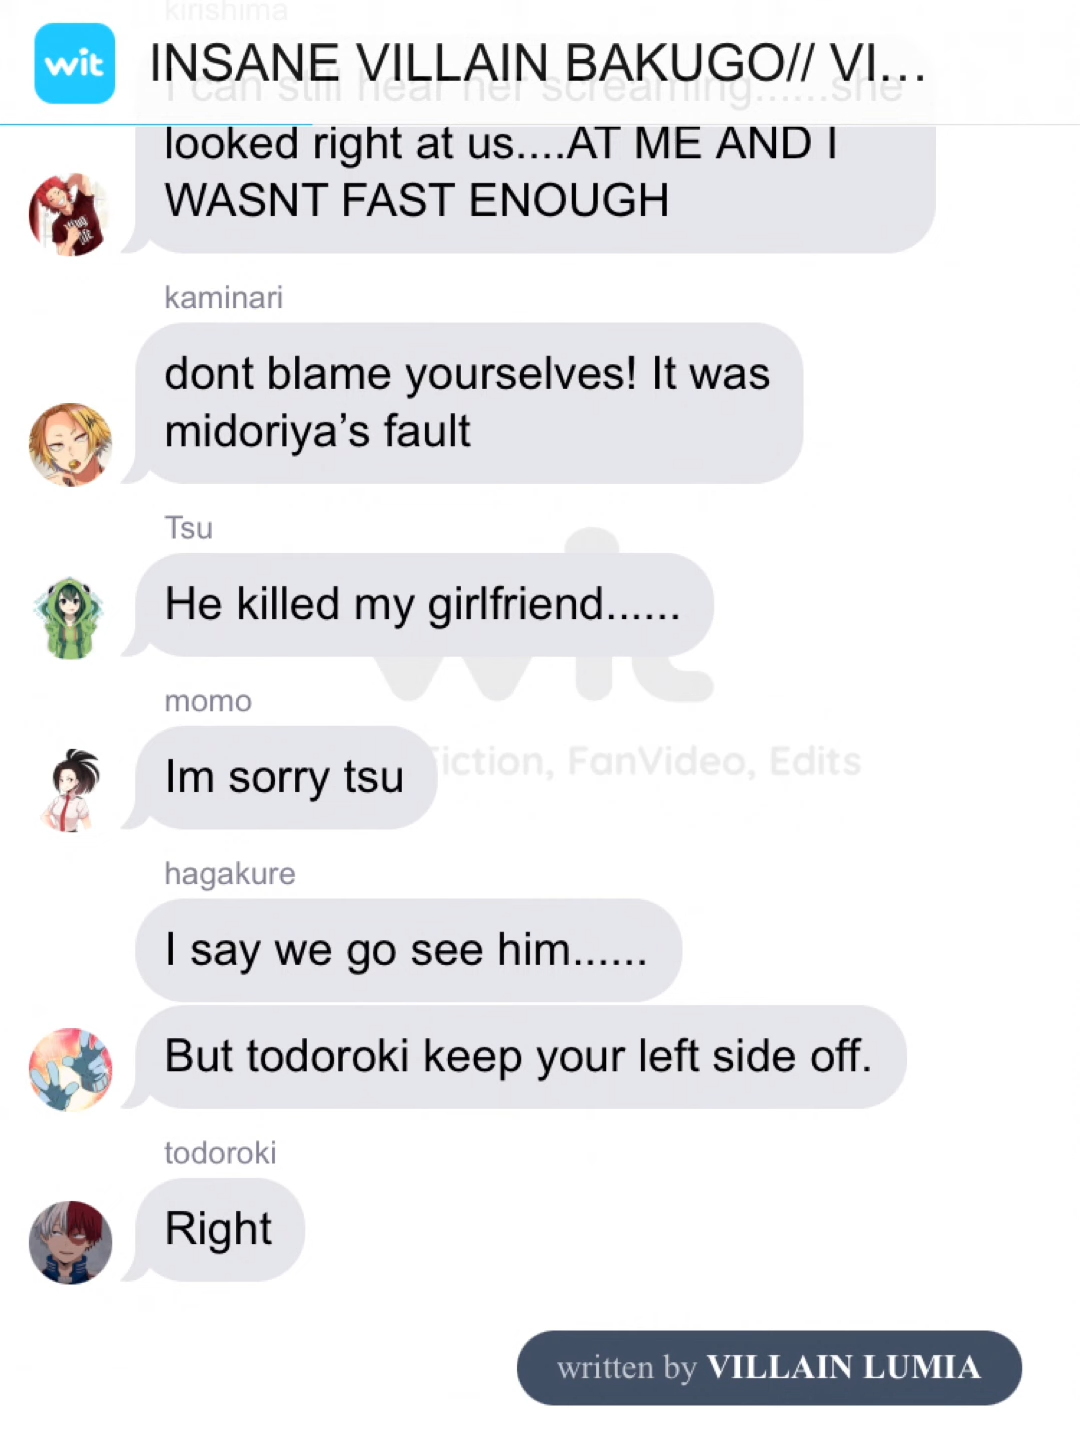 kirishima
wit
INSANE VILLAIN BAKUGO// VI...
I can still hear her screaming......she
looked right at us....AT ME AND I
WASNT FAST ENOUGH
kaminari
dont blame yourselves! It was
midoriya’s fault
Tsu
He killed my girlfriend......
wit
momo
Im sorry tsu
iction, FanVideo, Edits
hagakure
I say we go see him......
But todoroki keep your left side off.
todoroki
Right
written by VILLAIN LUMIA